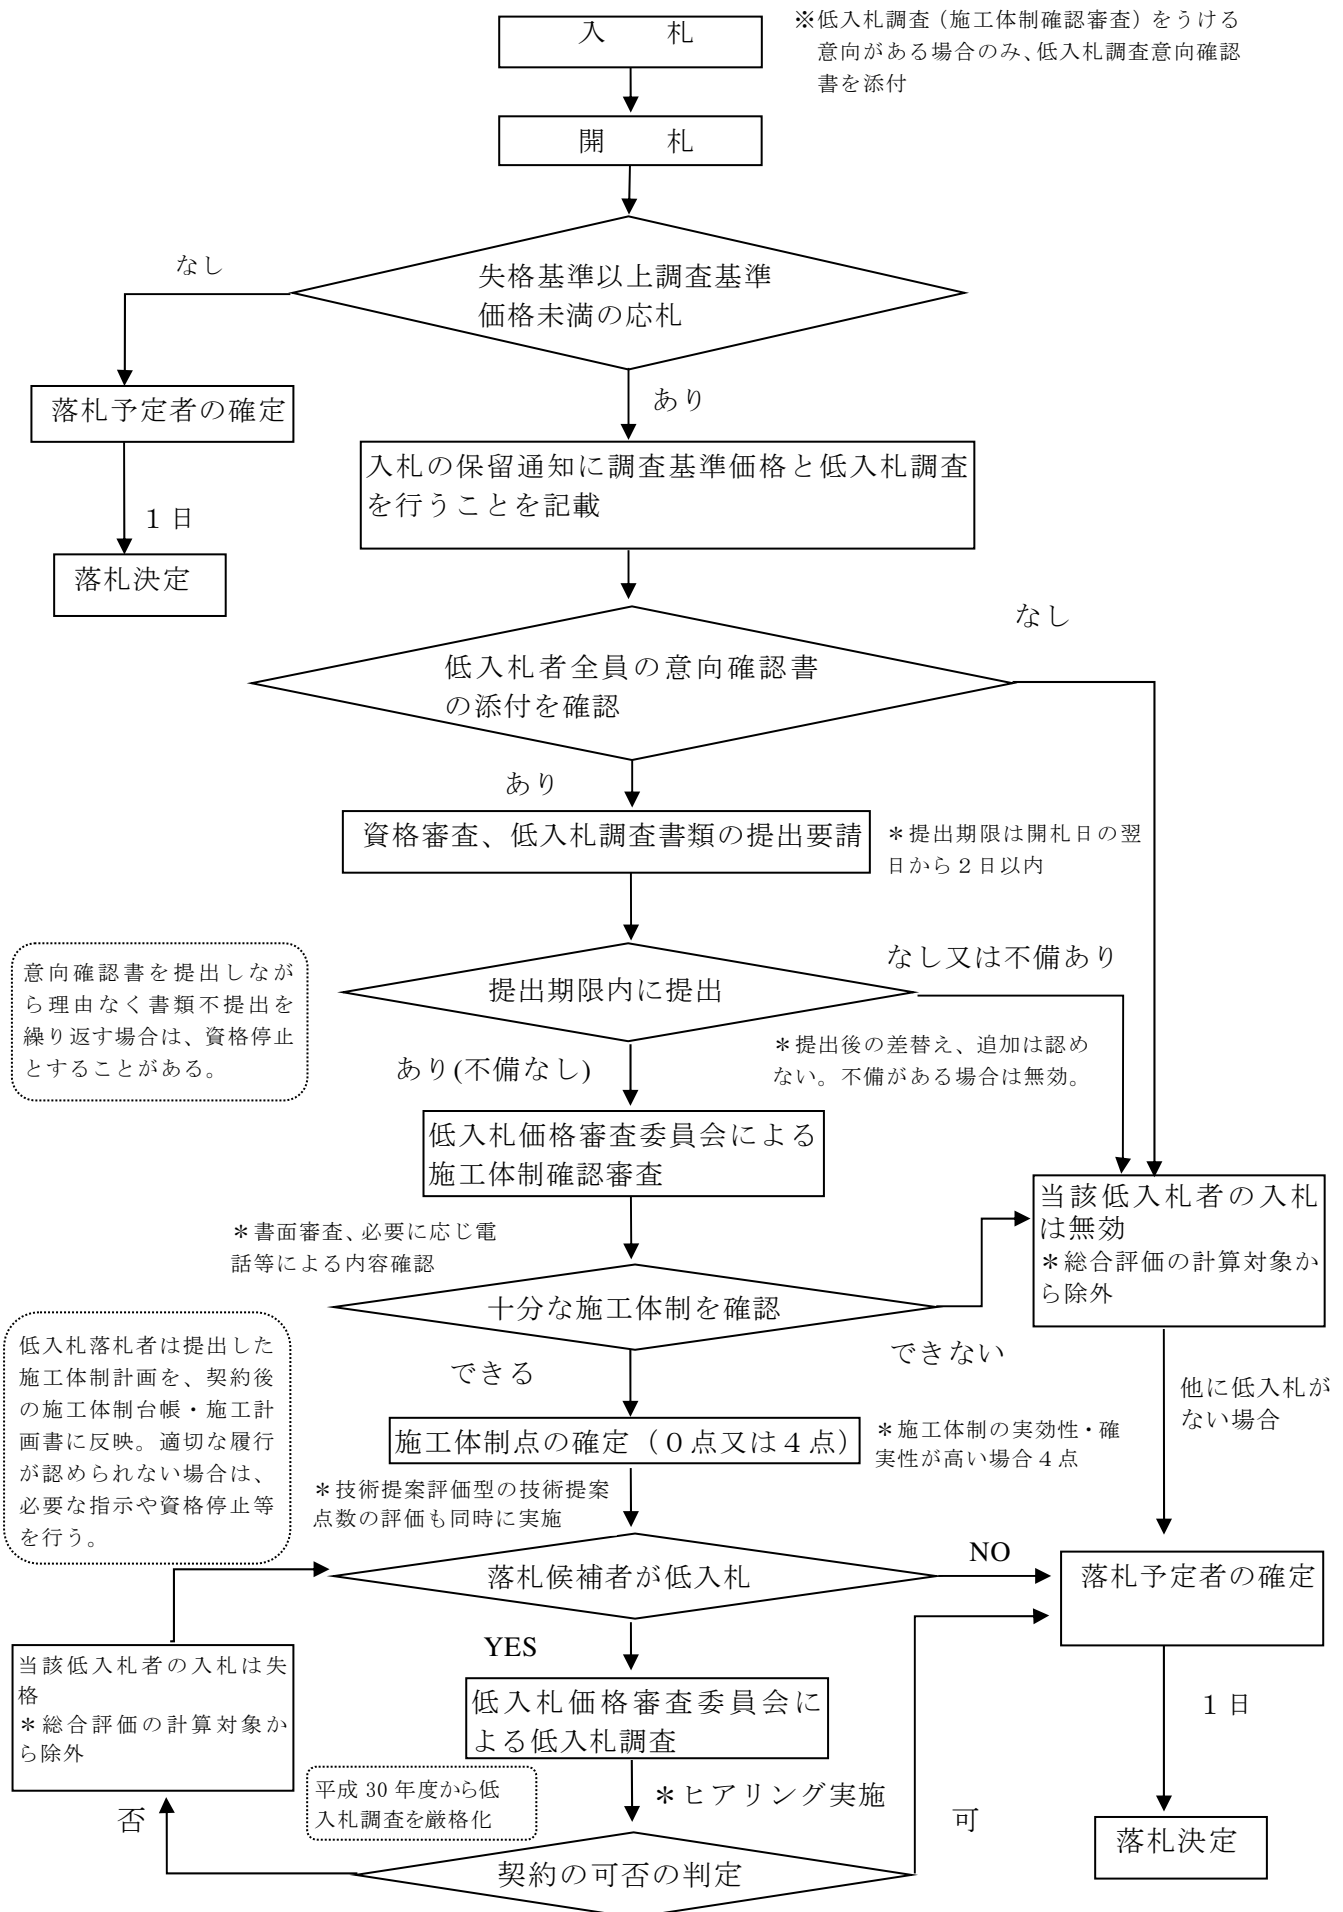 入　札
※低入札調査（施工体制確認審査）をうける
意向がある場合のみ、低入札調査意向確認
書を添付
開　札
失格基準以上調査基準
価格未満の応札
なし
あり
落札予定者の確定
１日
落札決定
入札の保留通知に調査基準価格と低入札調査
を行うことを記載
低入札者全員の意向確認書
の添付を確認
なし
あり
資格審査、低入札調査書類の提出要請
＊提出期限は開札日の翌
日から２日以内
意向確認書を提出しなが
ら理由なく書類不提出を
繰り返す場合は、資格停止
とすることがある。
提出期限内に提出
なし又は不備あり
＊提出後の差替え、追加は認め
ない。不備がある場合は無効。
あり(不備なし)
低入札価格審査委員会による
施工体制確認審査
＊書面審査、必要に応じ電
話等による内容確認
当該低入札者の入札
は無効
＊総合評価の計算対象か
ら除外
十分な施工体制を確認
できない
できる
低入札落札者は提出した
施工体制計画を、契約後
の施工体制台帳・施工計
画書に反映。適切な履行
が認められない場合は、
必要な指示や資格停止等
を行う。
他に低入札が
ない場合
施工体制点の確定（０点又は４点）
＊施工体制の実効性・確
実性が高い場合４点
＊技術提案評価型の技術提案
点数の評価も同時に実施
落札候補者が低入札
NO
落札予定者の確定
YES
当該低入札者の入札は失
格
＊総合評価の計算対象か
ら除外
低入札価格審査委員会に
よる低入札調査
１日
平成 30 年度から低
入札調査を厳格化
＊ヒアリング実施
否
可
落札決定
契約の可否の判定